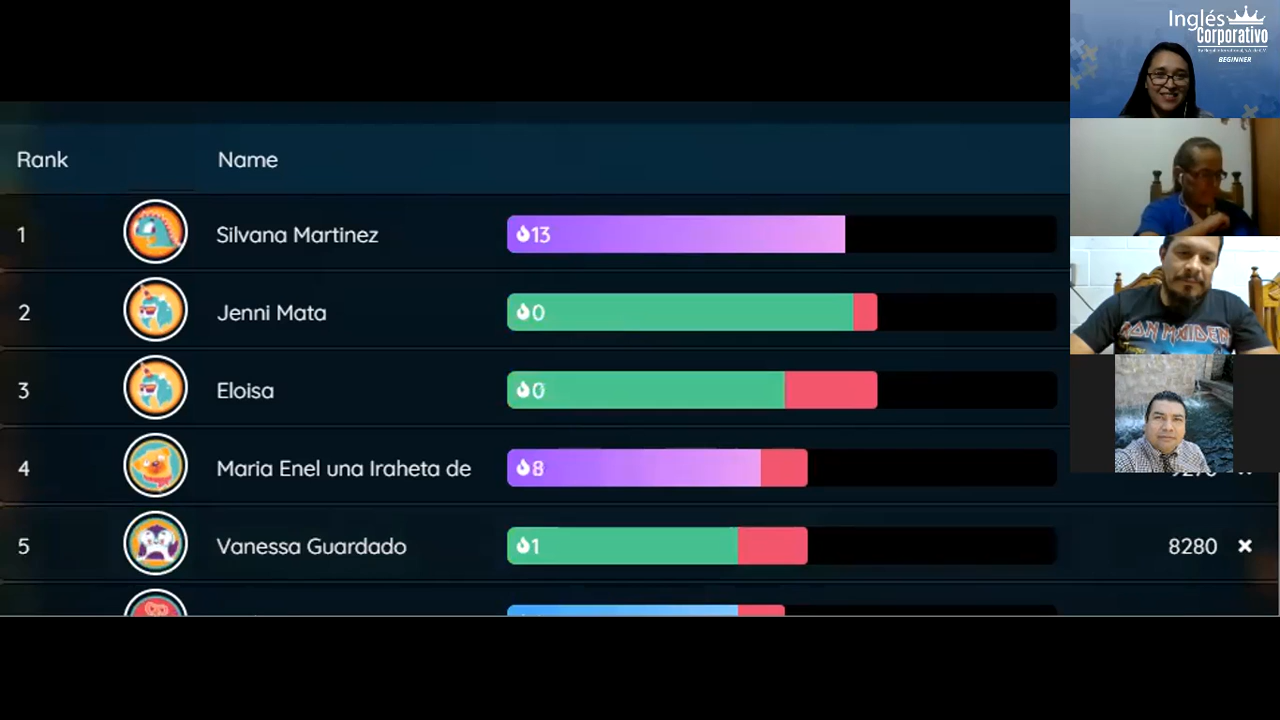 Rank Name
1 Silvana Martinez 13
2 Jenni Mata 0
3 Eloisa 0
4 Maria Enel una Iraheta de 8
5 Vanessa Guardado 1 8280
Inglés
Corporativo
BEGINNER
IRON MAIDEN